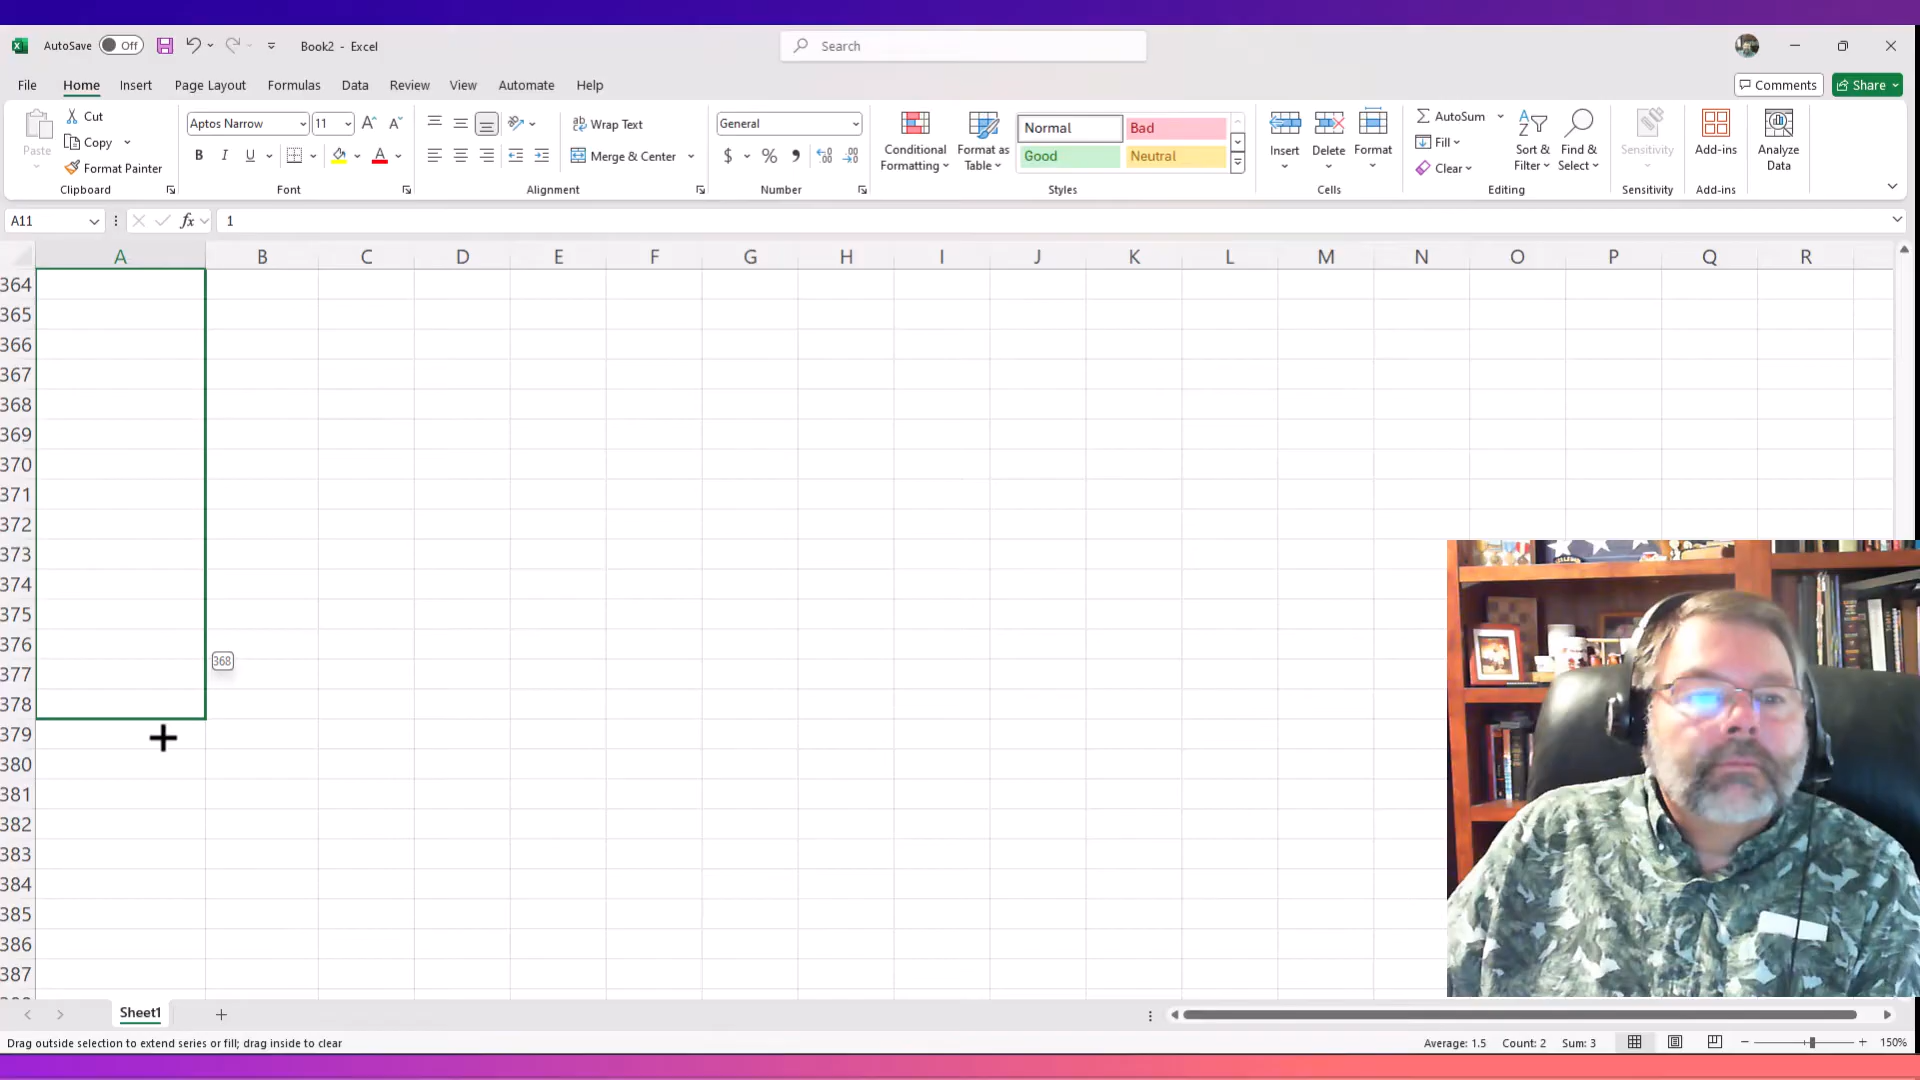 AutoSave Off Book2 - Excel Search
File Home Insert Page Layout Formulas Data Review View Automate Help Comments Share
Paste Cut Copy Format Painter Clipboard
Aptos Narrow 11 B I U A Font
Wrap Text Merge & Center Alignment
General $ % Number
Conditional Formatting Format as Table Normal Bad Good Neutral Styles
Insert Delete Format Cells
AutoSum Fill Clear Sort & Filter Find & Select Editing
Sensitivity Sensitivity
Add-ins Add-ins
Analyze Data
A11 fx 1
A B C D E F G H I J K L M N O P Q R
364
365
366
367
368
369
370
371
372
373
374
375
376
368
377
378
379
380
381
382
383
384
385
386
387
Sheet1
Drag outside selection to extend series or fill; drag inside to clear Average: 1.5 Count: 2 Sum: 3 150%